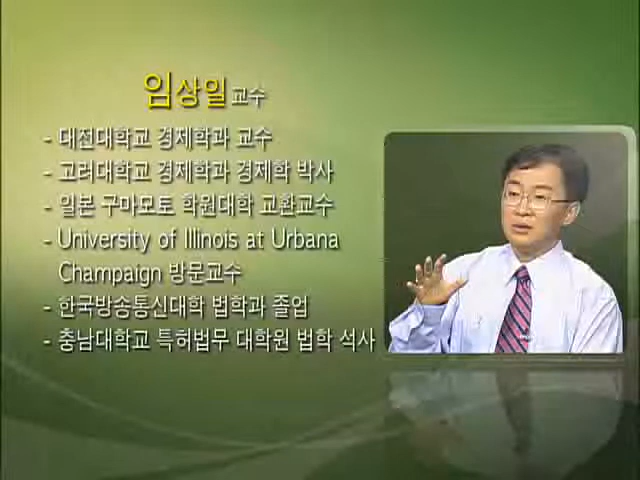 임상일 교수
- 대전대학교 경제학과 교수
- 고려대학교 경제학과 경제학 박사
- 일본 구마모토 학원대학 교환교수
- University of Illinois at Urbana
Champaign 방문교수
- 한국방송통신대학 법학과 졸업
- 충남대학교 특허법무 대학원 법학 석사